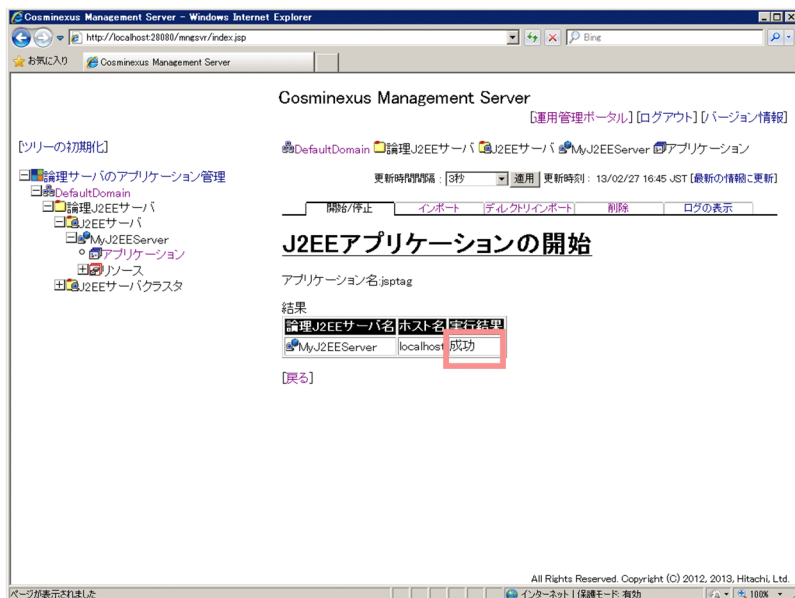 Cosminexus Management Server - Windows Internet Explorer
http://localhost:28080/mngsvr/index.jsp
Bing
お気に入り
Cosminexus Management Server
Cosminexus Management Server
[運用管理ポータル] [ログアウト] [バージョン情報]
[ツリーの初期化]
DefaultDomain 論理J2EEサーバ J2EEサーバ MyJ2EEServer アプリケーション
論理サーバのアプリケーション管理
DefaultDomain
論理J2EEサーバ
J2EEサーバ
MyJ2EEServer
アプリケーション
リソース
J2EEサーバクラスタ
更新時間間隔 : 3秒 適用 更新時刻 : 13/02/27 16:45 JST [最新の情報に更新]
開始/停止 インポート ディレクトリインポート 削除 ログの表示
J2EEアプリケーションの開始
アプリケーション名:jsptag
結果
論理J2EEサーバ名 ホスト名 実行結果
MyJ2EEServer localhost 成功
[戻る]
All Rights Reserved. Copyright (C) 2012, 2013, Hitachi, Ltd.
ページが表示されました
インターネット | 保護モード: 有効
100%